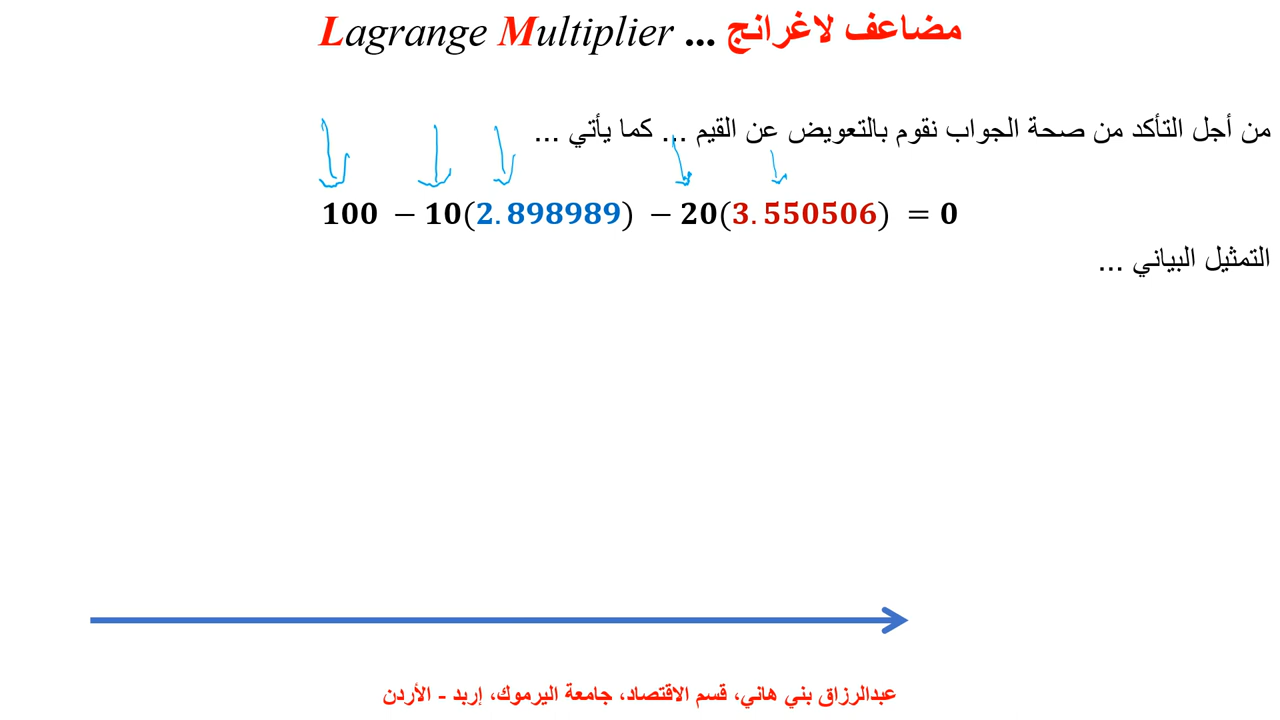 مضاعف لاغرانج ... Lagrange Multiplier
من أجل التأكد من صحة الجواب نقوم بالتعويض عن القيم ... كما يأتي ...
100 − 10(2.898989) − 20(3.550506) = 0
التمثيل البياني ...
عبدالرزاق بني هاني، قسم الاقتصاد، جامعة اليرموك، إربد - الأردن